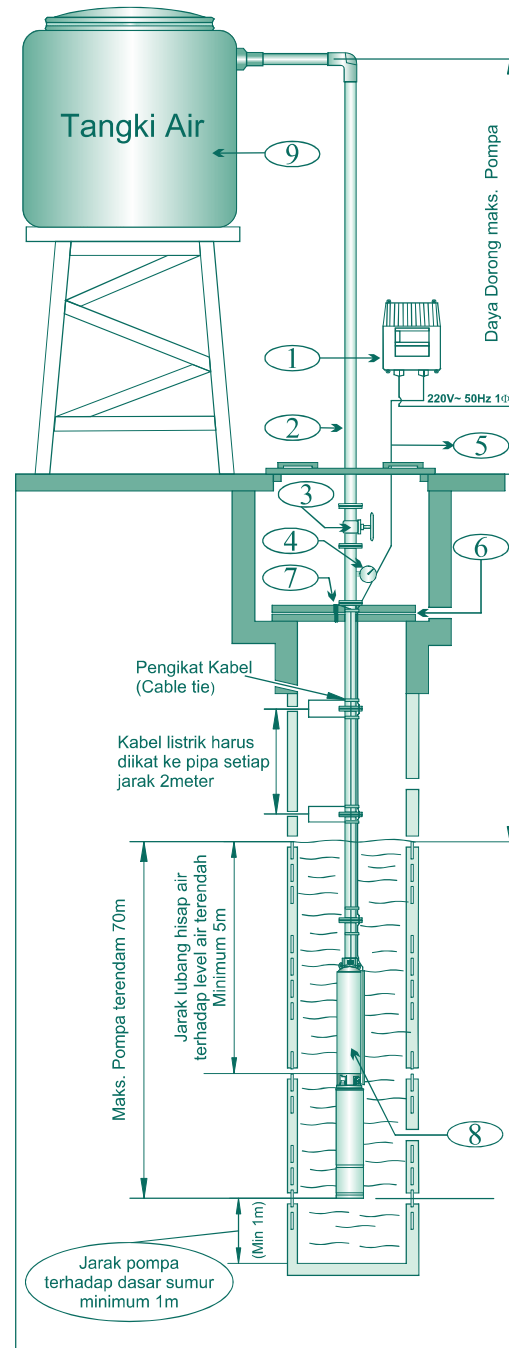 Tangki Air
9
Daya Dorong maks. Pompa
1
220V~ 50Hz 1Φ
2
5
3
4
6
7
Pengikat Kabel
(Cable tie)
Kabel listrik harus
diikat ke pipa setiap
jarak 2meter
Maks. Pompa terendam 70m
Jarak lubang hisap air
terhadap level air terendah
Minimum 5m
8
(Min 1m)
Jarak pompa
terhadap dasar sumur
minimum 1m